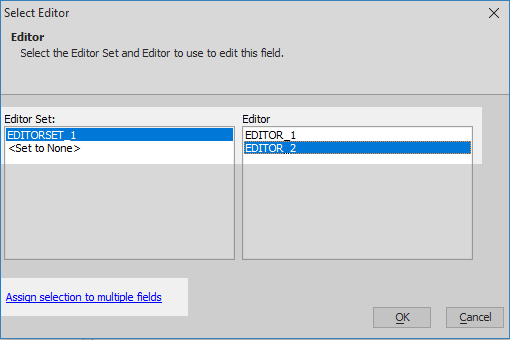 Select Editor
Editor
Select the Editor Set and Editor to use to edit this field.
Editor Set:
Editor
EDITORSET_1
EDITOR_1
<Set to None>
EDITOR_2
Assign selection to multiple fields
OK
Cancel